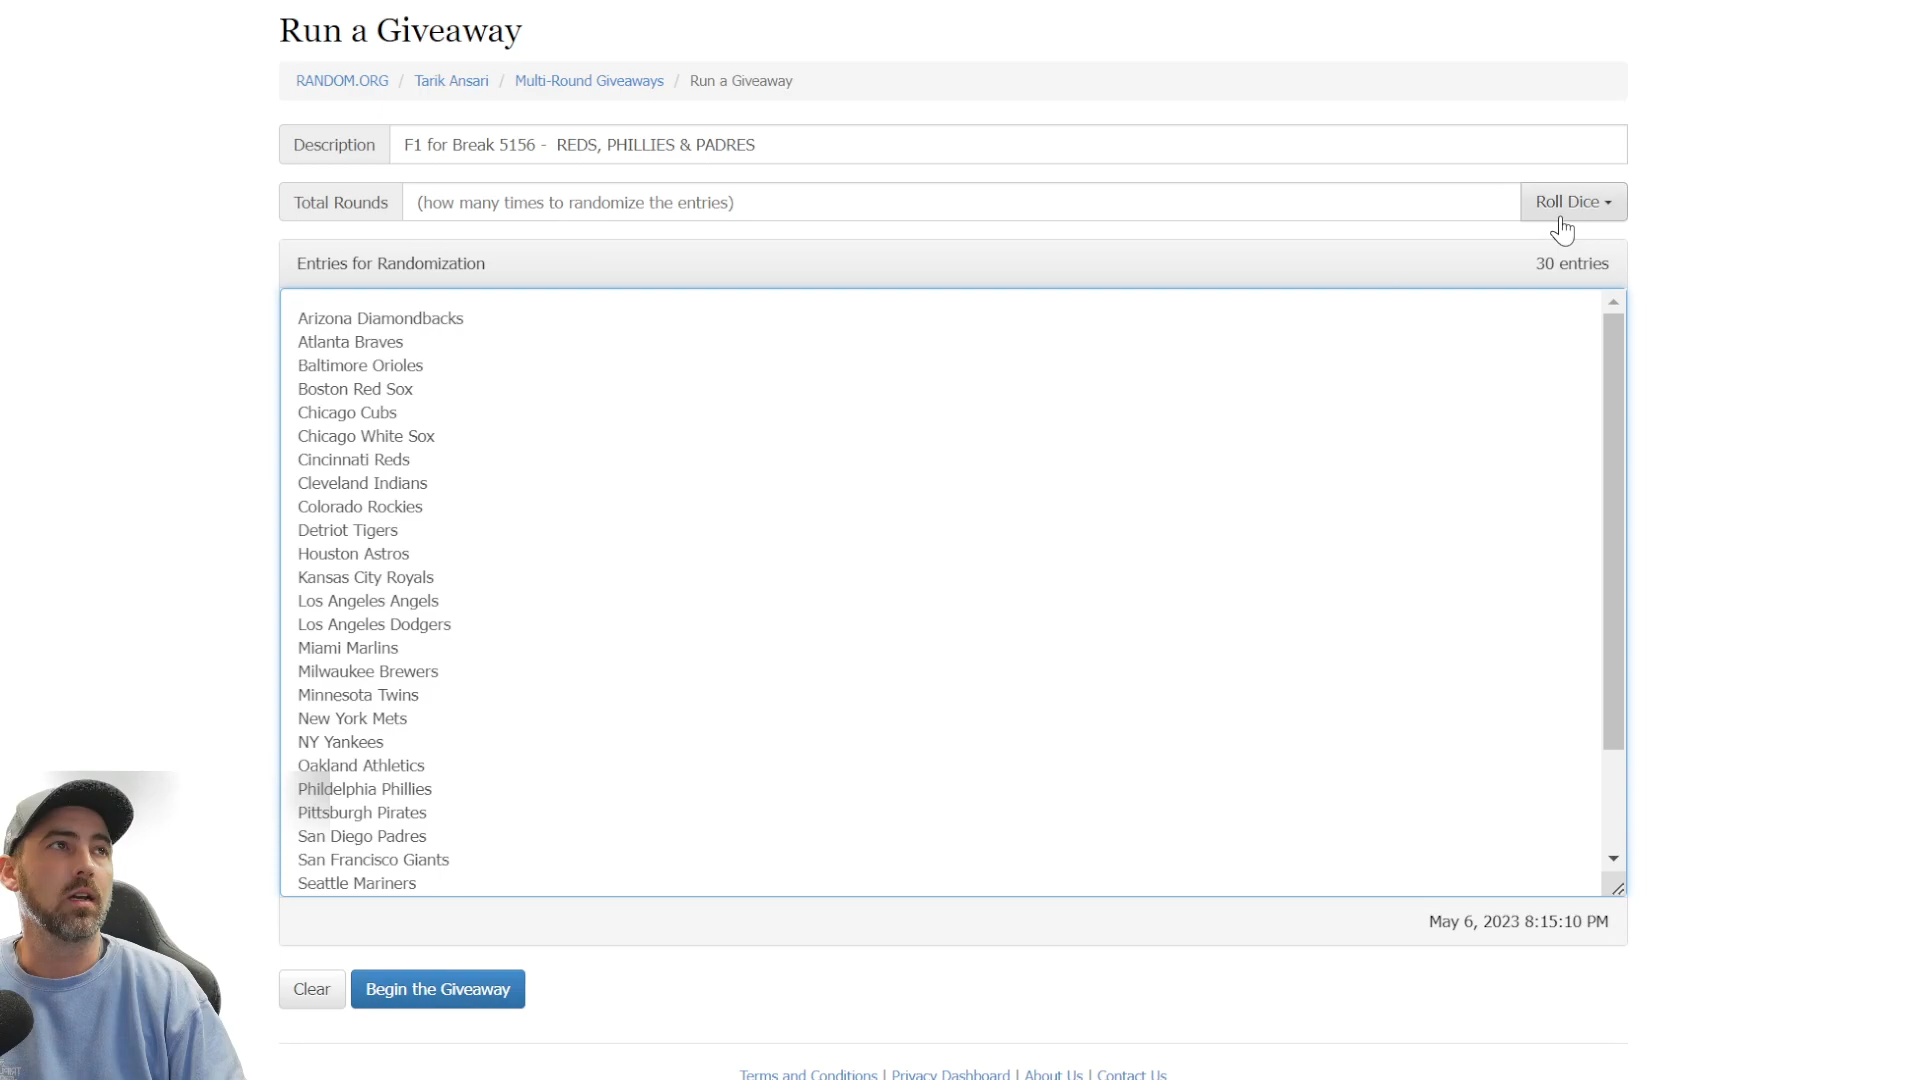 Run a Giveaway
RANDOM.ORG / Tarik Ansari / Multi-Round Giveaways / Run a Giveaway
Description F1 for Break 5156 - REDS, PHILLIES & PADRES
Total Rounds (how many times to randomize the entries) Roll Dice
Entries for Randomization 30 entries
Arizona Diamondbacks
Atlanta Braves
Baltimore Orioles
Boston Red Sox
Chicago Cubs
Chicago White Sox
Cincinnati Reds
Cleveland Indians
Colorado Rockies
Detriot Tigers
Houston Astros
Kansas City Royals
Los Angeles Angels
Los Angeles Dodgers
Miami Marlins
Milwaukee Brewers
Minnesota Twins
New York Mets
NY Yankees
Oakland Athletics
Phildelphia Phillies
Pittsburgh Pirates
San Diego Padres
San Francisco Giants
Seattle Mariners
May 6, 2023 8:15:10 PM
Clear Begin the Giveaway
Terms and Conditions | Privacy Dashboard | About Us | Contact Us